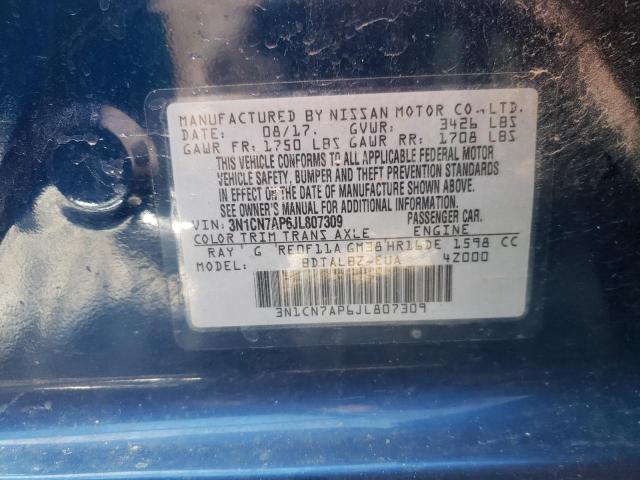 MANUFACTURED BY NISSAN MOTOR CO.,LTD.
DATE: 08/17. GVWR: 3426 LBS
GAWR FR: 1750 LBS GAWR RR: 1708 LBS
THIS VEHICLE CONFORMS TO ALL APPLICABLE FEDERAL MOTOR
VEHICLE SAFETY, BUMPER AND THEFT PREVENTION STANDARDS
IN EFFECT ON THE DATE OF MANUFACTURE SHOWN ABOVE.
SEE OWNER'S MANUAL FOR ADDITIONAL INFORMATION.
VIN: 3N1CN7AP6JL807309 PASSENGER CAR.
COLOR TRIM TRANS AXLE ENGINE
RAY G RE0F11A GM38 HR16DE 1598 CC
MODEL: BDTALBZ-EUA 4Z000
3N1CN7AP6JL807309